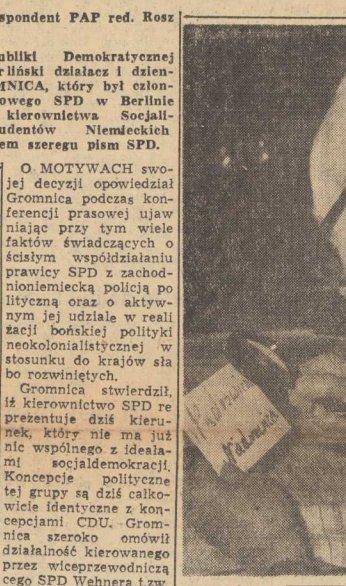 spondent PAP red. Rosz
ubliki Demokratycznej
rliński działacz i dzien-
MNICA, który był człon-
owego SPD w Berlinie
kierownictwa Socjali-
udentów Niemieckich
em szeregu pism SPD.
O MOTYWACH swo-
jej decyzji opowiedział
Gromnica podczas kon-
ferencji prasowej ujaw
niając przy tym wiele
faktów świadczących o
ścisłym współdziałaniu
prawicy SPD z zachod-
nioniemiecką policją po
lityczną oraz o aktyw-
nym jej udziale w reali
zacji bońskiej polityki
neokolonialistycznej w
stosunku do krajów sła
bo rozwiniętych.
Gromnica stwierdził,
iż kierownictwo SPD re
prezentuje dziś kieru-
nek, który nie ma już
nic wspólnego z ideała-
mi socjaldemokracji.
Koncepcje polityczne
tej grupy są dziś całko-
wicie identyczne z kon-
cepcjami CDU. Grom-
nica szeroko omówił
działalność kierowanego
przez wiceprzewodniczą
cego SPD Wehnera t.zw.